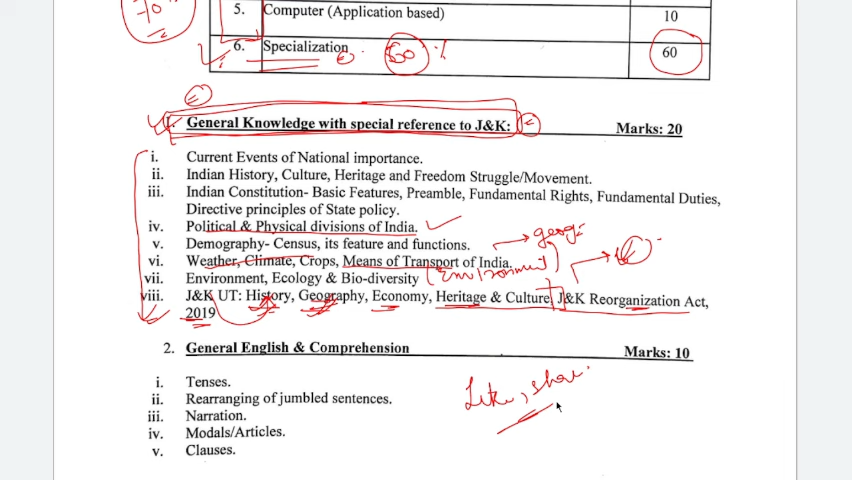 70%
5. Computer (Application based) 10
6. Specialization 60 % 60
1. General Knowledge with special reference to J&K: Marks: 20
i. Current Events of National importance.
ii. Indian History, Culture, Heritage and Freedom Struggle/Movement.
iii. Indian Constitution- Basic Features, Preamble, Fundamental Rights, Fundamental Duties,
Directive principles of State policy.
iv. Political & Physical divisions of India.
v. Demography- Census, its feature and functions. geog:
vi. Weather, Climate, Crops, Means of Transport of India.
vii. Environment, Ecology & Bio-diversity (Environment)
viii. J&K UT: History, Geography, Economy, Heritage & Culture, J&K Reorganization Act,
2019
2. General English & Comprehension Marks: 10
i. Tenses.
ii. Rearranging of jumbled sentences.
iii. Narration.
iv. Modals/Articles.
v. Clauses.
Like, share